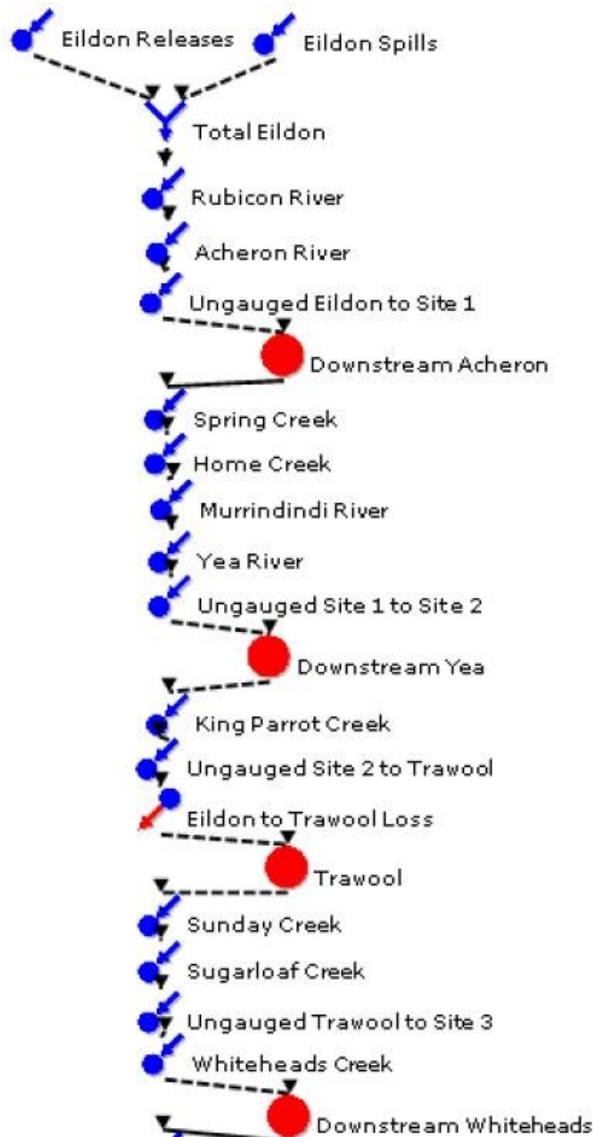 Eildon Releases
Eildon Spills
Total Eildon
Rubicon River
Acheron River
Ungauged Eildon to Site 1
Downstream Acheron
Spring Creek
Home Creek
Murrindindi River
Yea River
Ungauged Site 1 to Site 2
Downstream Yea
King Parrot Creek
Ungauged Site 2 to Trawool
Eildon to Trawool Loss
Trawool
Sunday Creek
Sugarloaf Creek
Ungauged Trawool to Site 3
Whiteheads Creek
Downstream Whiteheads